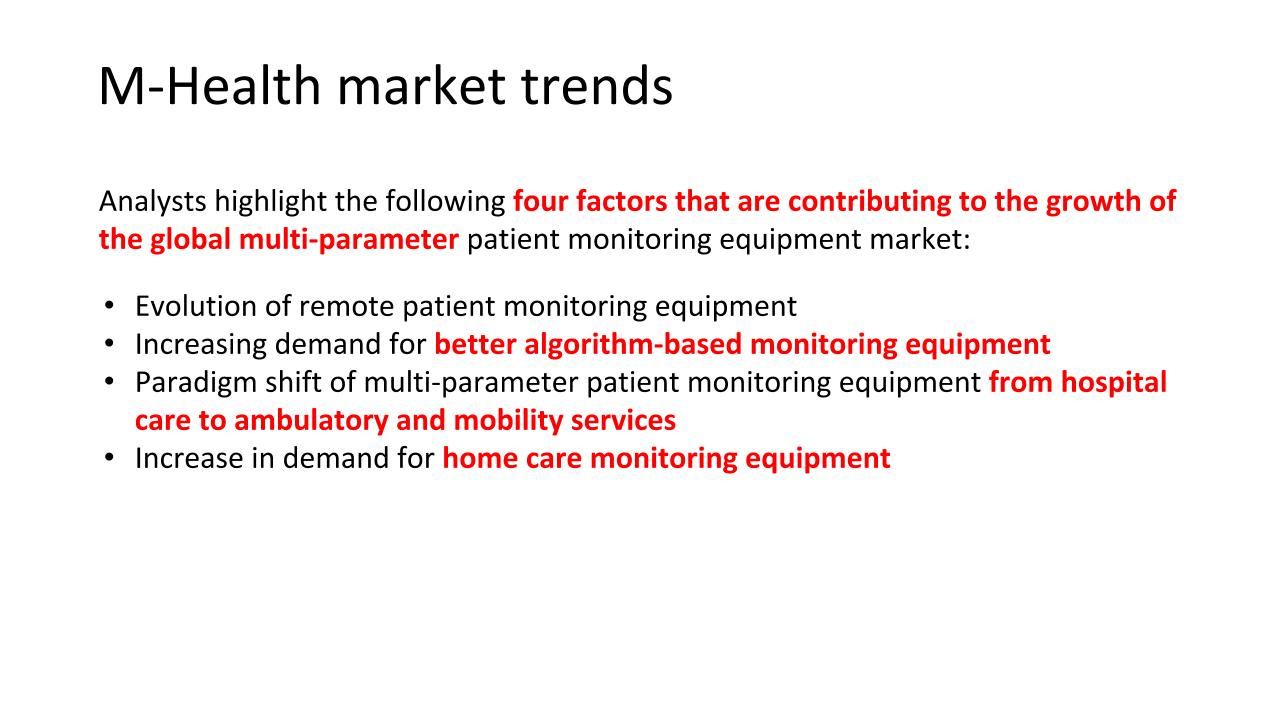 M-Health market trends
Analysts highlight the following four factors that are contributing to the growth of
the global multi-parameter patient monitoring equipment market:
• Evolution of remote patient monitoring equipment
• Increasing demand for better algorithm-based monitoring equipment
• Paradigm shift of multi-parameter patient monitoring equipment from hospital
care to ambulatory and mobility services
• Increase in demand for home care monitoring equipment